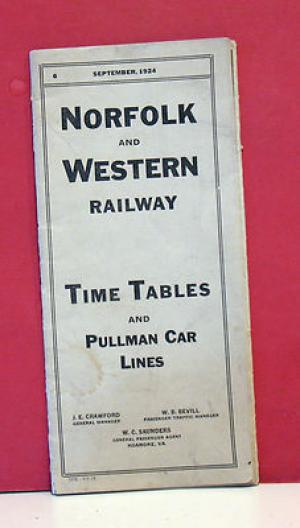 6 SEPTEMBER, 1924
NORFOLK
AND
WESTERN
RAILWAY
TIME TABLES
AND
PULLMAN CAR
LINES
J. E. CRAWFORD W. B. BEVILL
GENERAL MANAGER PASSENGER TRAFFIC MANAGER
W. C. SAUNDERS
GENERAL PASSENGER AGENT
ROANOKE, VA.